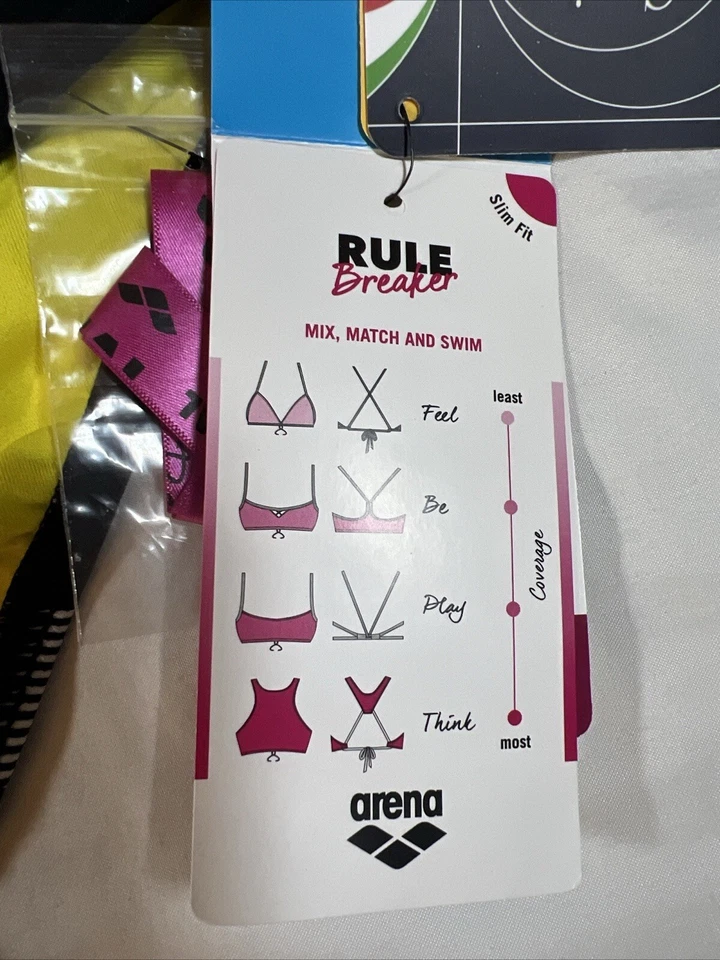 Slim Fit
RULE
Breaker
MIX, MATCH AND SWIM
least
Feel
Be
Coverage
Play
Think
most
arena